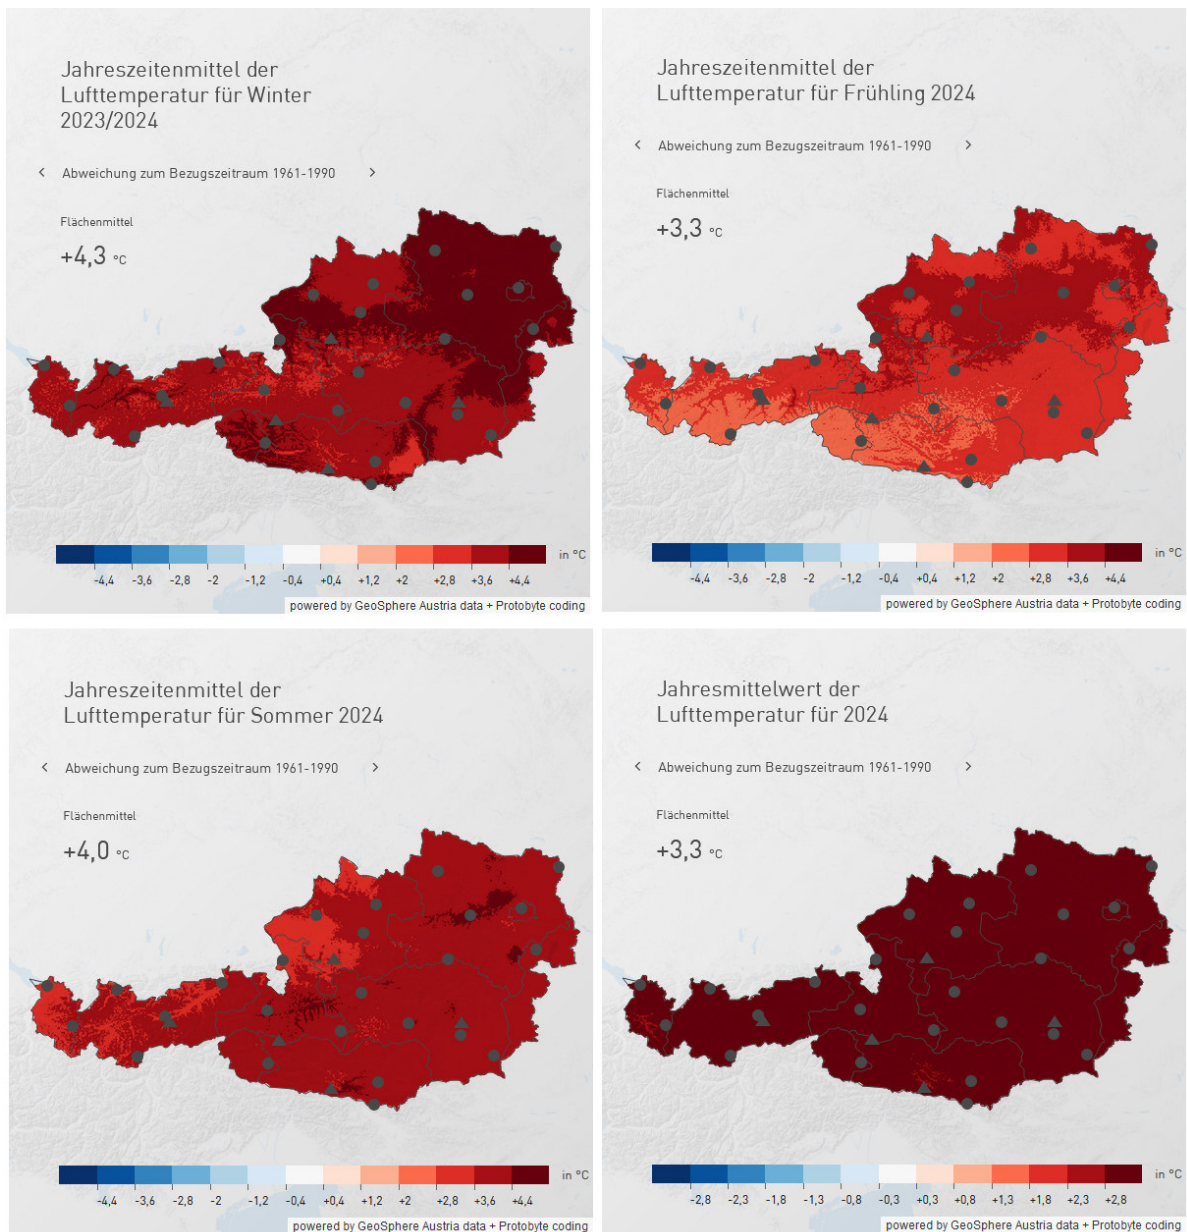 Jahreszeitenmittel der
Lufttemperatur für Winter
2023/2024
< Abweichung zum Bezugszeitraum 1961-1990 >
Flächenmittel
+4,3 °C
in °C
-4,4 -3,6 -2,8 -2 -1,2 -0,4 +0,4 +1,2 +2 +2,8 +3,6 +4,4
powered by GeoSphere Austria data + Protobyte coding
Jahreszeitenmittel der
Lufttemperatur für Frühling 2024
< Abweichung zum Bezugszeitraum 1961-1990 >
Flächenmittel
+3,3 °C
in °C
-4,4 -3,6 -2,8 -2 -1,2 -0,4 +0,4 +1,2 +2 +2,8 +3,6 +4,4
powered by GeoSphere Austria data + Protobyte coding
Jahreszeitenmittel der
Lufttemperatur für Sommer 2024
< Abweichung zum Bezugszeitraum 1961-1990 >
Flächenmittel
+4,0 °C
in °C
-4,4 -3,6 -2,8 -2 -1,2 -0,4 +0,4 +1,2 +2 +2,8 +3,6 +4,4
powered by GeoSphere Austria data + Protobyte coding
Jahresmittelwert der
Lufttemperatur für 2024
< Abweichung zum Bezugszeitraum 1961-1990 >
Flächenmittel
+3,3 °C
in °C
-2,8 -2,3 -1,8 -1,3 -0,8 -0,3 +0,3 +0,8 +1,3 +1,8 +2,3 +2,8
powered by GeoSphere Austria data + Protobyte coding